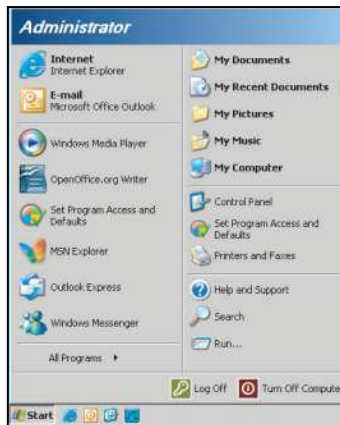 Administrator
Internet
Internet Explorer
E-mail
Microsoft Office Outlook
Windows Media Player
OpenOffice.org Writer
Set Program Access and
Defaults
MSN Explorer
Outlook Express
Windows Messenger
All Programs
My Documents
My Recent Documents
My Pictures
My Music
My Computer
Control Panel
Set Program Access and
Defaults
Printers and Faxes
Help and Support
Search
Run...
Log Off
Turn Off Compute
Start